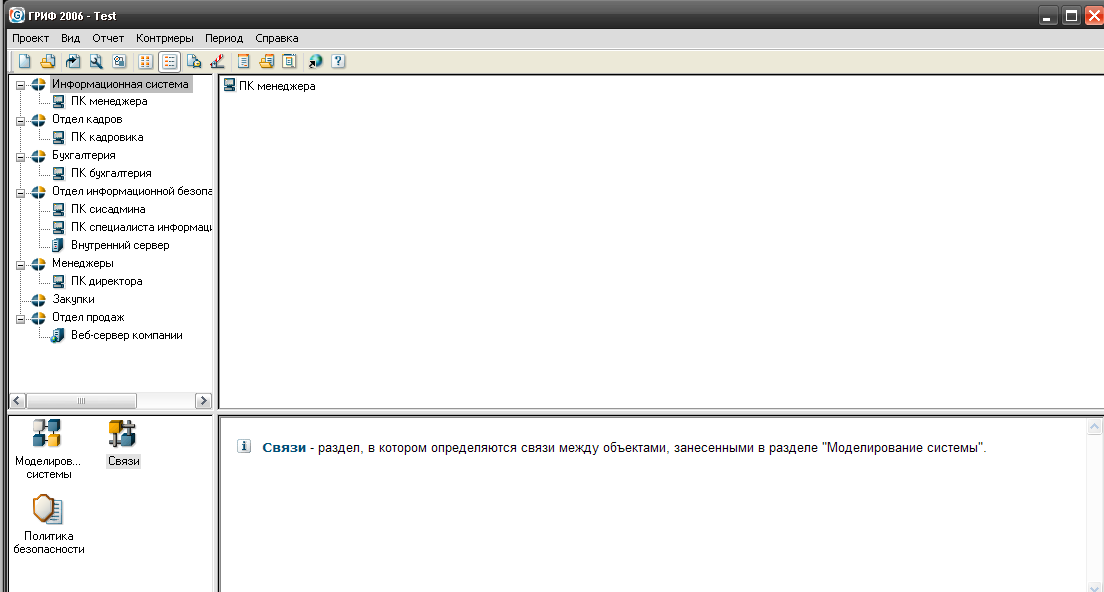 ГРИФ 2006 - Test
Проект Вид Отчет Контрмеры Период Справка
Информационная система
ПК менеджера
Отдел кадров
ПК кадровика
Бухгалтерия
ПК бухгалтерия
Отдел информационной безопа
ПК сисадмина
ПК специалиста информаци
Внутренний сервер
Менеджеры
ПК директора
Закупки
Отдел продаж
Веб-сервер компании
ПК менеджера
Моделиров...
системы
Связи
Политика
безопасности
Связи - раздел, в котором определяются связи между объектами, занесенными в разделе "Моделирование системы".